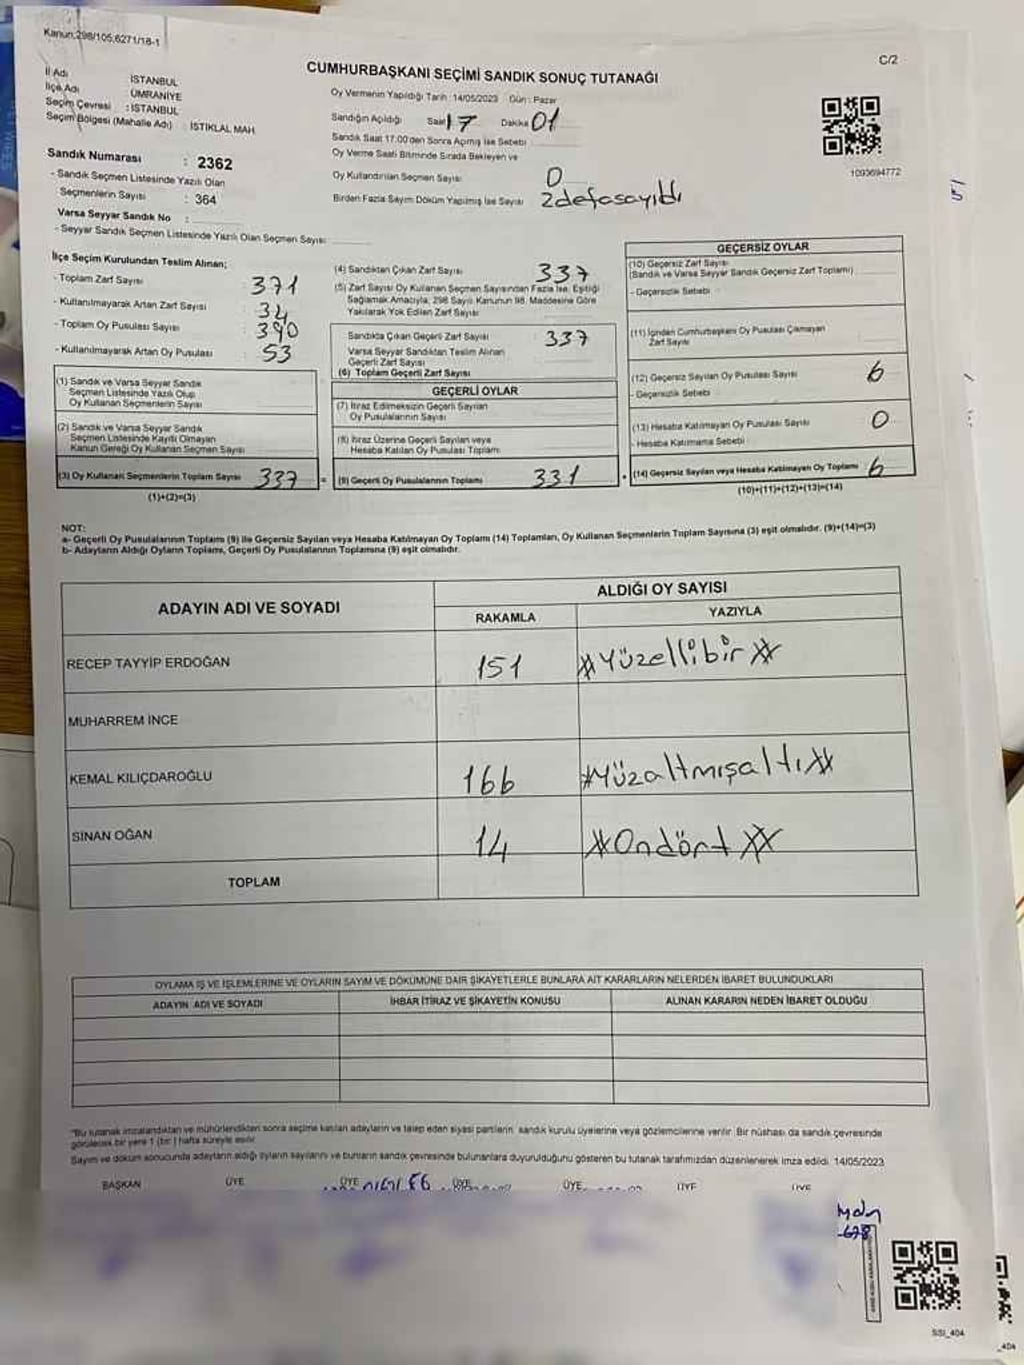 Kanun;298/105,6271/18-1
C/2
CUMHURBAŞKANI SEÇİMİ SANDIK SONUÇ TUTANAĞI
İl Adı : İSTANBUL
İlçe Adı : ÜMRANİYE
Seçim Çevresi : İSTANBUL
Seçim Bölgesi (Mahalle Adı) : İSTİKLAL MAH.
Sandık Numarası : 2362
- Sandık Seçmen Listesinde Yazılı Olan
Seçmenlerin Sayısı : 364
Varsa Seyyar Sandık No :
- Seyyar Sandık Seçmen Listesinde Yazılı Olan Seçmen Sayısı
Oy Vermenin Yapıldığı Tarih : 14/05/2023 Gün : Pazar
Sandığın Açıldığı Saat 17 Dakika 01
Sandık Saat 17:00'den Sonra Açılmış İse Sebebi
Oy Verme Saati Bitiminde Sırada Bekleyen ve
Oy Kullandırılan Seçmen Sayısı 0
Birden Fazla Sayım Döküm Yapılmış İse Sayısı 2 defa sayıldı
1093694772
İlçe Seçim Kurulundan Teslim Alınan;
- Toplam Zarf Sayısı : 371
- Kullanılmayarak Artan Zarf Sayısı : 34
- Toplam Oy Pusulası Sayısı : 390
- Kullanılmayarak Artan Oy Pusulası : 53
(1) Sandık ve Varsa Seyyar Sandık
Seçmen Listesinde Yazılı Olup
Oy Kullanan Seçmenlerin Sayısı
(2) Sandık ve Varsa Seyyar Sandık
Seçmen Listesinde Kayıtlı Olmayan
Kanun Gereği Oy Kullanan Seçmen Sayısı
(3) Oy Kullanan Seçmenlerin Toplam Sayısı 337
(1)+(2)=(3)
(4) Sandıktan Çıkan Zarf Sayısı 337
(5) Zarf Sayısı Oy Kullanan Seçmen Sayısından Fazla İse, Eşitliği
Sağlamak Amacıyla, 298 Sayılı Kanunun 98. Maddesine Göre
Yakılarak Yok Edilen Zarf Sayısı
Sandıkta Çıkan Geçerli Zarf Sayısı 337
Varsa Seyyar Sandıktan Teslim Alınan
Geçerli Zarf Sayısı
(6) Toplam Geçerli Zarf Sayısı
GEÇERLİ OYLAR
(7) İtiraz Edilmeksizin Geçerli Sayılan
Oy Pusulalarının Sayısı
(8) İtiraz Üzerine Geçerli Sayılan veya
Hesaba Katılan Oy Pusulası Toplamı
= (9) Geçerli Oy Pusulalarının Toplamı 331
GEÇERSİZ OYLAR
(10) Geçersiz Zarf Sayısı
(Sandık ve Varsa Seyyar Sandık Geçersiz Zarf Toplamı)
- Geçersizlik Sebebi
(11) İçinden Cumhurbaşkanı Oy Pusulası Çıkmayan
Zarf Sayısı
(12) Geçersiz Sayılan Oy Pusulası Sayısı 6
- Geçersizlik Sebebi
(13) Hesaba Katılmayan Oy Pusulası Sayısı 0
- Hesaba Katılmama Sebebi
+ (14) Geçersiz Sayılan veya Hesaba Katılmayan Oy Toplamı 6
(10)+(11)+(12)+(13)=(14)
NOT:
a- Geçerli Oy Pusulalarının Toplamı (9) ile Geçersiz Sayılan veya Hesaba Katılmayan Oy Toplamı (14) Toplamları, Oy Kullanan Seçmenlerin Toplam Sayısına (3) eşit olmalıdır. (9)+(14)=(3)
b- Adayların Aldığı Oyların Toplamı, Geçerli Oy Pusulalarının Toplamına (9) eşit olmalıdır.
ADAYIN ADI VE SOYADI
ALDIĞI OY SAYISI
RAKAMLA YAZIYLA
RECEP TAYYİP ERDOĞAN 151 #Yüzellibir##
MUHARREM İNCE
KEMAL KILIÇDAROĞLU 166 #Yüzaltmışaltı##
SİNAN OĞAN 14 #Ondört##
TOPLAM
OYLAMA İŞ VE İŞLEMLERİNE VE OYLARIN SAYIM VE DÖKÜMÜNE DAİR ŞİKAYETLERLE BUNLARA AİT KARARLARIN NELERDEN İBARET BULUNDUKLARI
ADAYIN ADI VE SOYADI İHBAR İTİRAZ VE ŞİKAYETİN KONUSU ALINAN KARARIN NEDEN İBARET OLDUĞU
"Bu tutanak imzalandıktan ve mühürlendikten sonra seçime katılan adayların ve talep eden siyasi partilerin, sandık kurulu üyelerine veya gözlemcilerine verilir. Bir nüshası da sandık çevresinde
görülecek bir yere 1 (bir ) hafta süreyle asılır.
Sayım ve döküm sonucunda adayların aldığı oyların sayılarını ve bunların sandık çevresinde bulunanlara duyurulduğunu gösteren bu tutanak tarafımızdan düzenlenerek imza edildi. 14/05/2023
BAŞKAN ÜYE ÜYE ÜYE ÜYE ÜYE ÜYE
SSI_404
_404